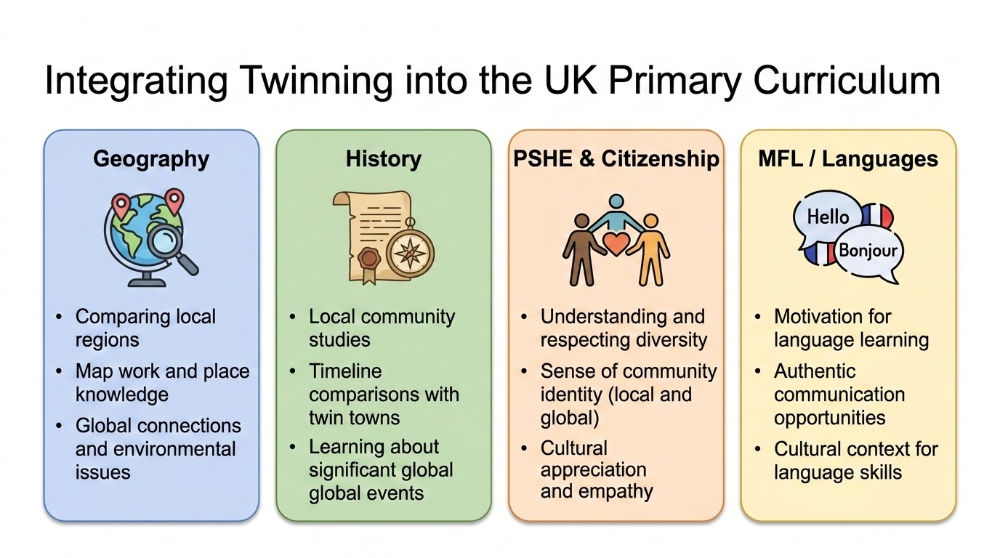 Integrating Twinning into the UK Primary Curriculum
Geography
• Comparing local
regions
• Map work and place
knowledge
• Global connections
and environmental
issues
History
• Local community
studies
• Timeline
comparisons with
twin towns
• Learning about
significant global
global events
PSHE & Citizenship
• Understanding and
respecting diversity
• Sense of community
identity (local and
global)
• Cultural
appreciation
and empathy
MFL / Languages
Hello
Bonjour
• Motivation for
language learning
• Authentic
communication
opportunities
• Cultural context for
language skills